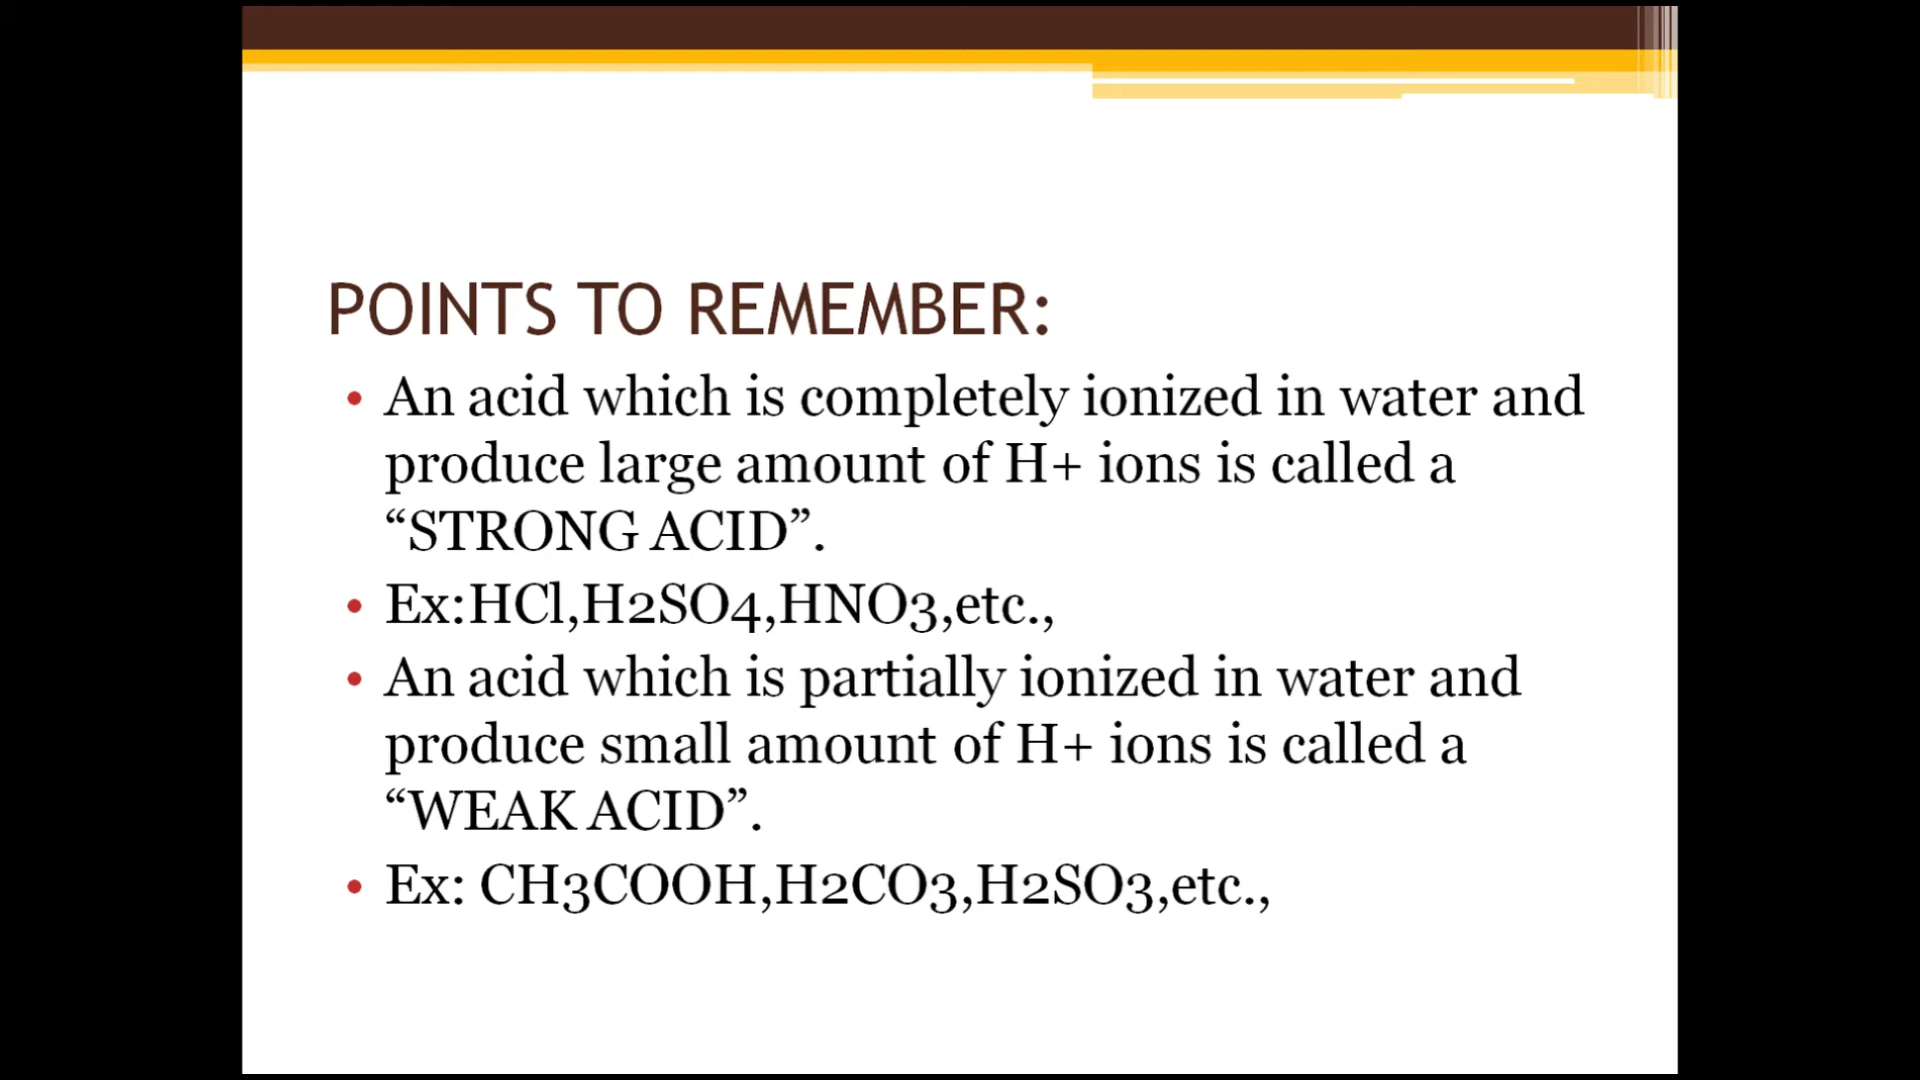 POINTS TO REMEMBER:
• An acid which is completely ionized in water and
produce large amount of H+ ions is called a
“STRONG ACID”.
• Ex:HCl,H2SO4,HNO3,etc.,
• An acid which is partially ionized in water and
produce small amount of H+ ions is called a
“WEAK ACID”.
• Ex: CH3COOH,H2CO3,H2SO3,etc.,